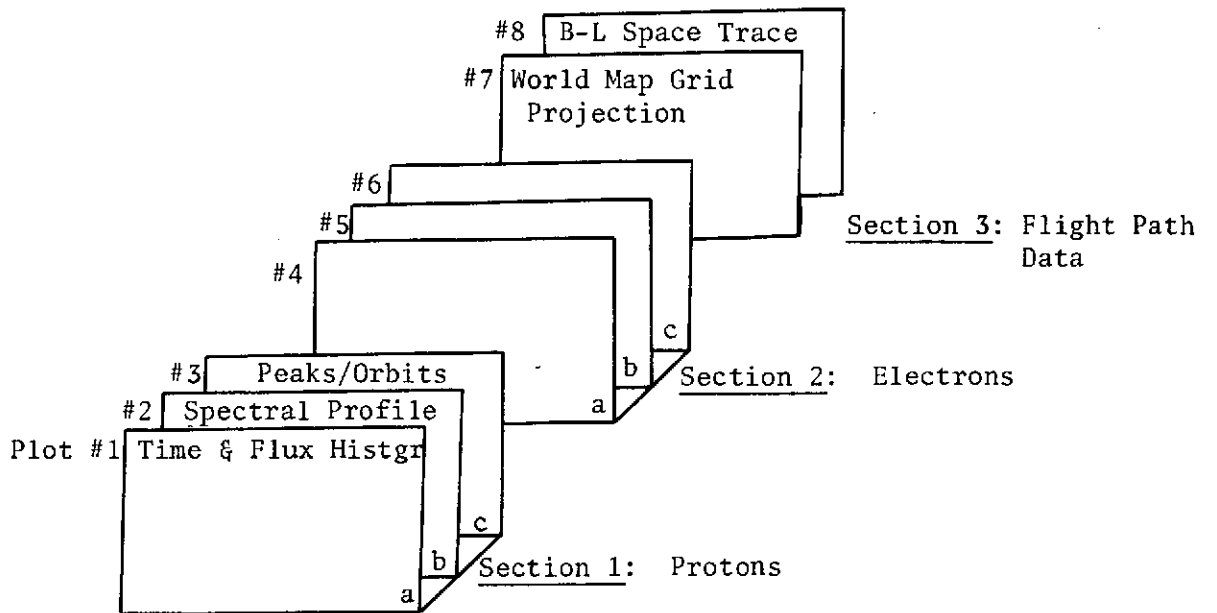 #8 B-L Space Trace
#7 World Map Grid
Projection
#6
#5
Section 3: Flight Path
Data
#4
c
#3 Peaks/Orbits
b
Section 2: Electrons
a
#2 Spectral Profile
Plot #1 Time & Flux Histgr
c
b
Section 1: Protons
a